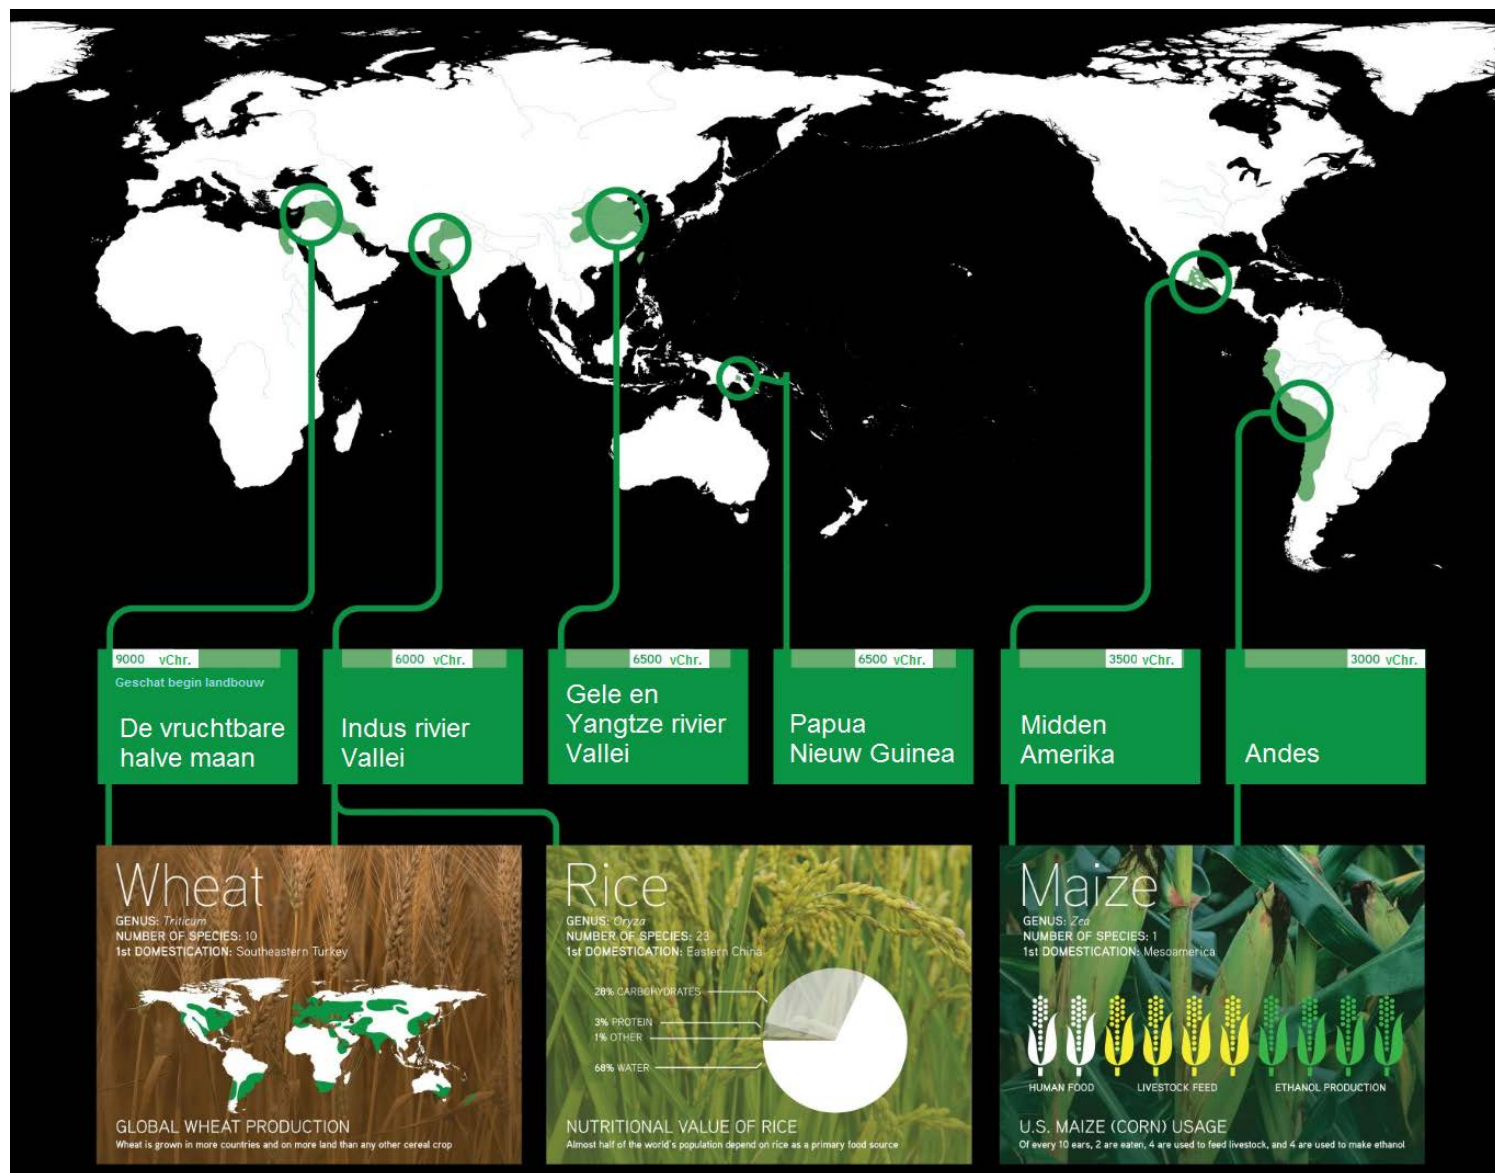 9000 vChr.
Geschat begin landbouw
De vruchtbare
halve maan
6000 vChr.
Indus rivier
Vallei
6500 vChr.
Gele en
Yangtze rivier
Vallei
6500 vChr.
Papua
Nieuw Guinea
3500 vChr.
Midden
Amerika
3000 vChr.
Andes
Wheat
GENUS: Triticum
NUMBER OF SPECIES: 10
1st DOMESTICATION: Southeastern Turkey
GLOBAL WHEAT PRODUCTION
Wheat is grown in more countries and on more land than any other cereal crop
Rice
GENUS: Oryza
NUMBER OF SPECIES: 23
1st DOMESTICATION: Eastern China
28% CARBOHYDRATES
3% PROTEIN
1% OTHER
68% WATER
NUTRITIONAL VALUE OF RICE
Almost half of the world's population depend on rice as a primary food source
Maize
GENUS: Zea
NUMBER OF SPECIES: 1
1st DOMESTICATION: Mesoamerica
HUMAN FOOD
LIVESTOCK FEED
ETHANOL PRODUCTION
U.S. MAIZE (CORN) USAGE
Of every 10 ears, 2 are eaten, 4 are used to feed livestock, and 4 are used to make ethanol